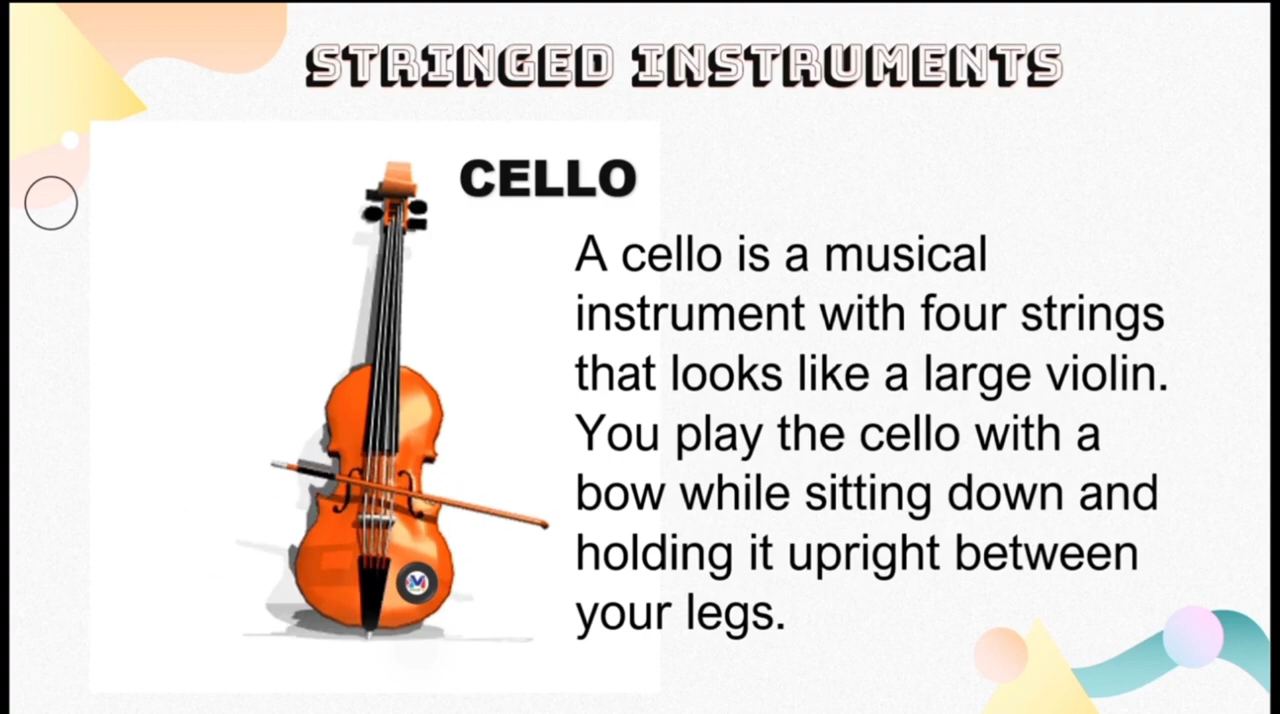 STRINGED INSTRUMENTS
CELLO
A cello is a musical
instrument with four strings
that looks like a large violin.
You play the cello with a
bow while sitting down and
holding it upright between
your legs.